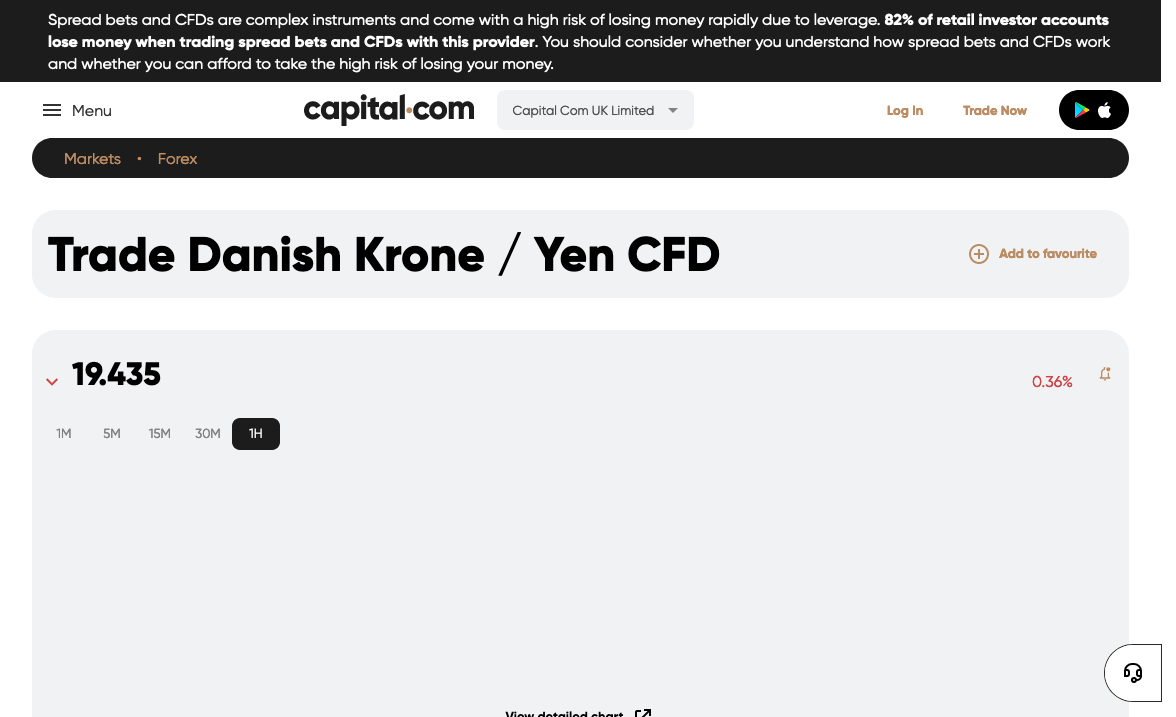 Spread bets and CFDs are complex instruments and come with a high risk of losing money rapidly due to leverage. 82% of retail investor accounts
lose money when trading spread bets and CFDs with this provider. You should consider whether you understand how spread bets and CFDs work
and whether you can afford to take the high risk of losing your money.
Menu
capital.com
Capital Com UK Limited
Log In
Trade Now
Markets • Forex
Trade Danish Krone / Yen CFD
Add to favourite
19.435
0.36%
1M 5M 15M 30M 1H
View detailed chart